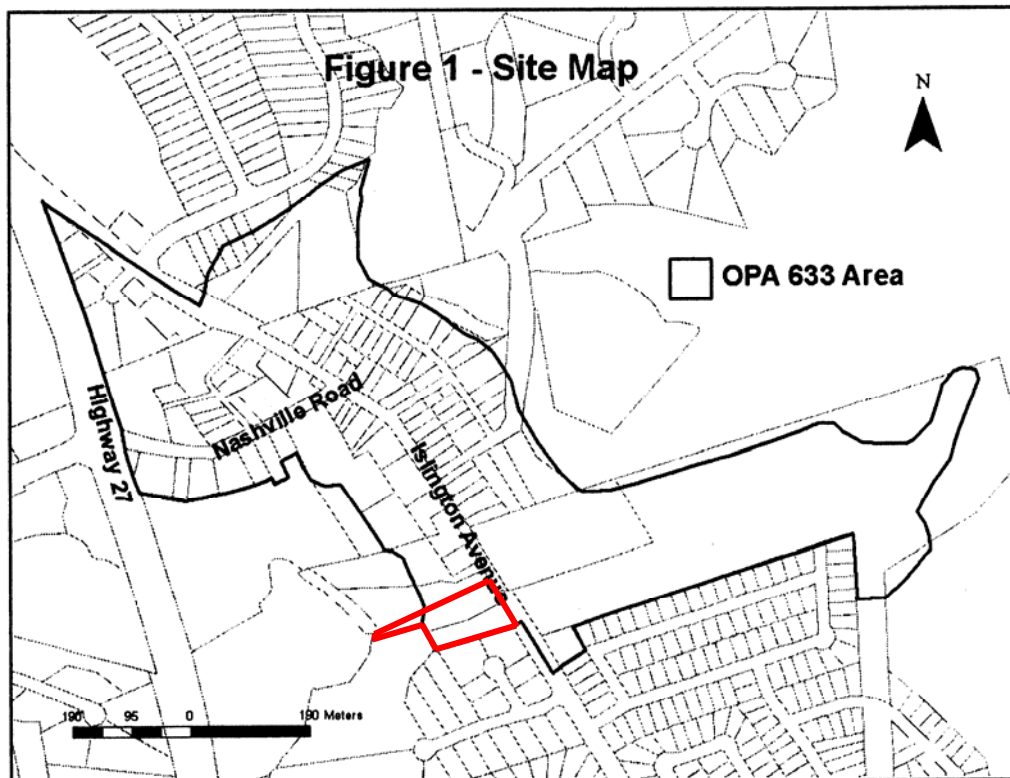 Figure 1 - Site Map
N
OPA 633 Area
Highway 27
Nashville Road
Islington Avenue
190 95 0 190 Meters